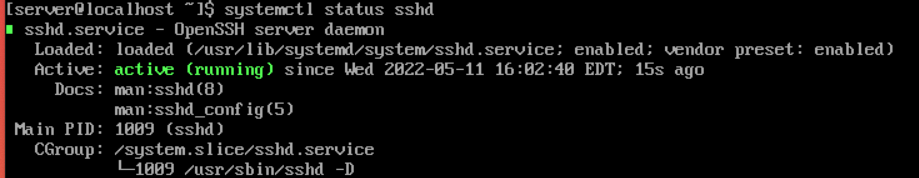 [server@localhost ~]$ systemctl status sshd
■ sshd.service - OpenSSH server daemon
   Loaded: loaded (/usr/lib/systemd/system/sshd.service; enabled; vendor preset: enabled)
   Active: active (running) since Wed 2022-05-11 16:02:40 EDT; 15s ago
     Docs: man:sshd(8)
           man:sshd_config(5)
 Main PID: 1009 (sshd)
   CGroup: /system.slice/sshd.service
           └─1009 /usr/sbin/sshd -D